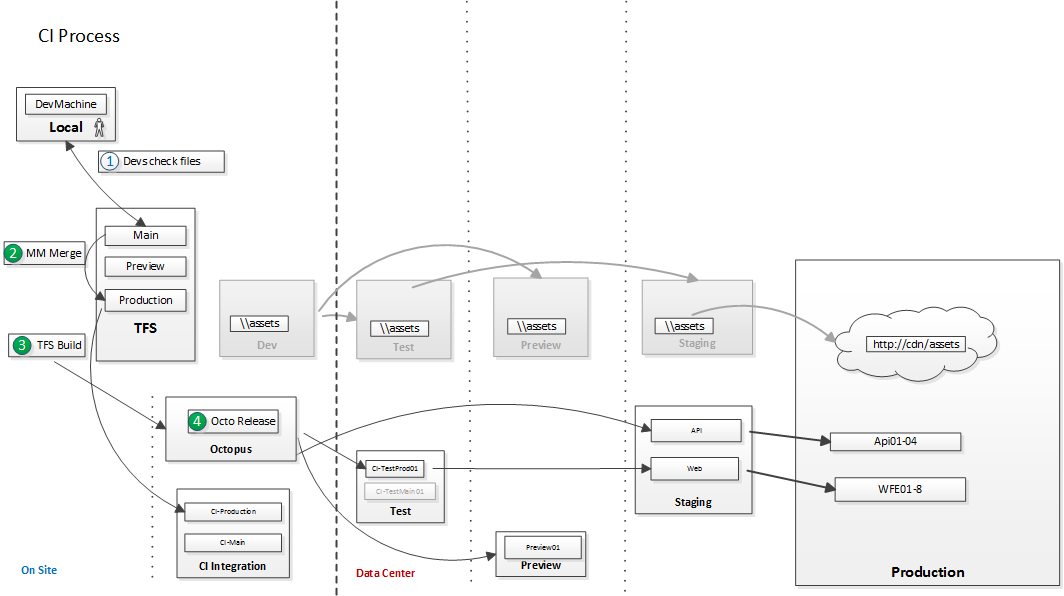 CI Process
DevMachine
Local
1 Devs check files
Main
2 MM Merge
Preview
Production
TFS
3 TFS Build
\\assets
Dev
\\assets
Test
\\assets
Preview
\\assets
Staging
http://cdn/assets
4 Octo Release
Octopus
API
Web
Staging
Api01-04
WFE01-8
CI-TestProd01
CI-TestMain01
Test
CI-Production
CI-Main
CI Integration
Preview01
Preview
On Site
Data Center
Production